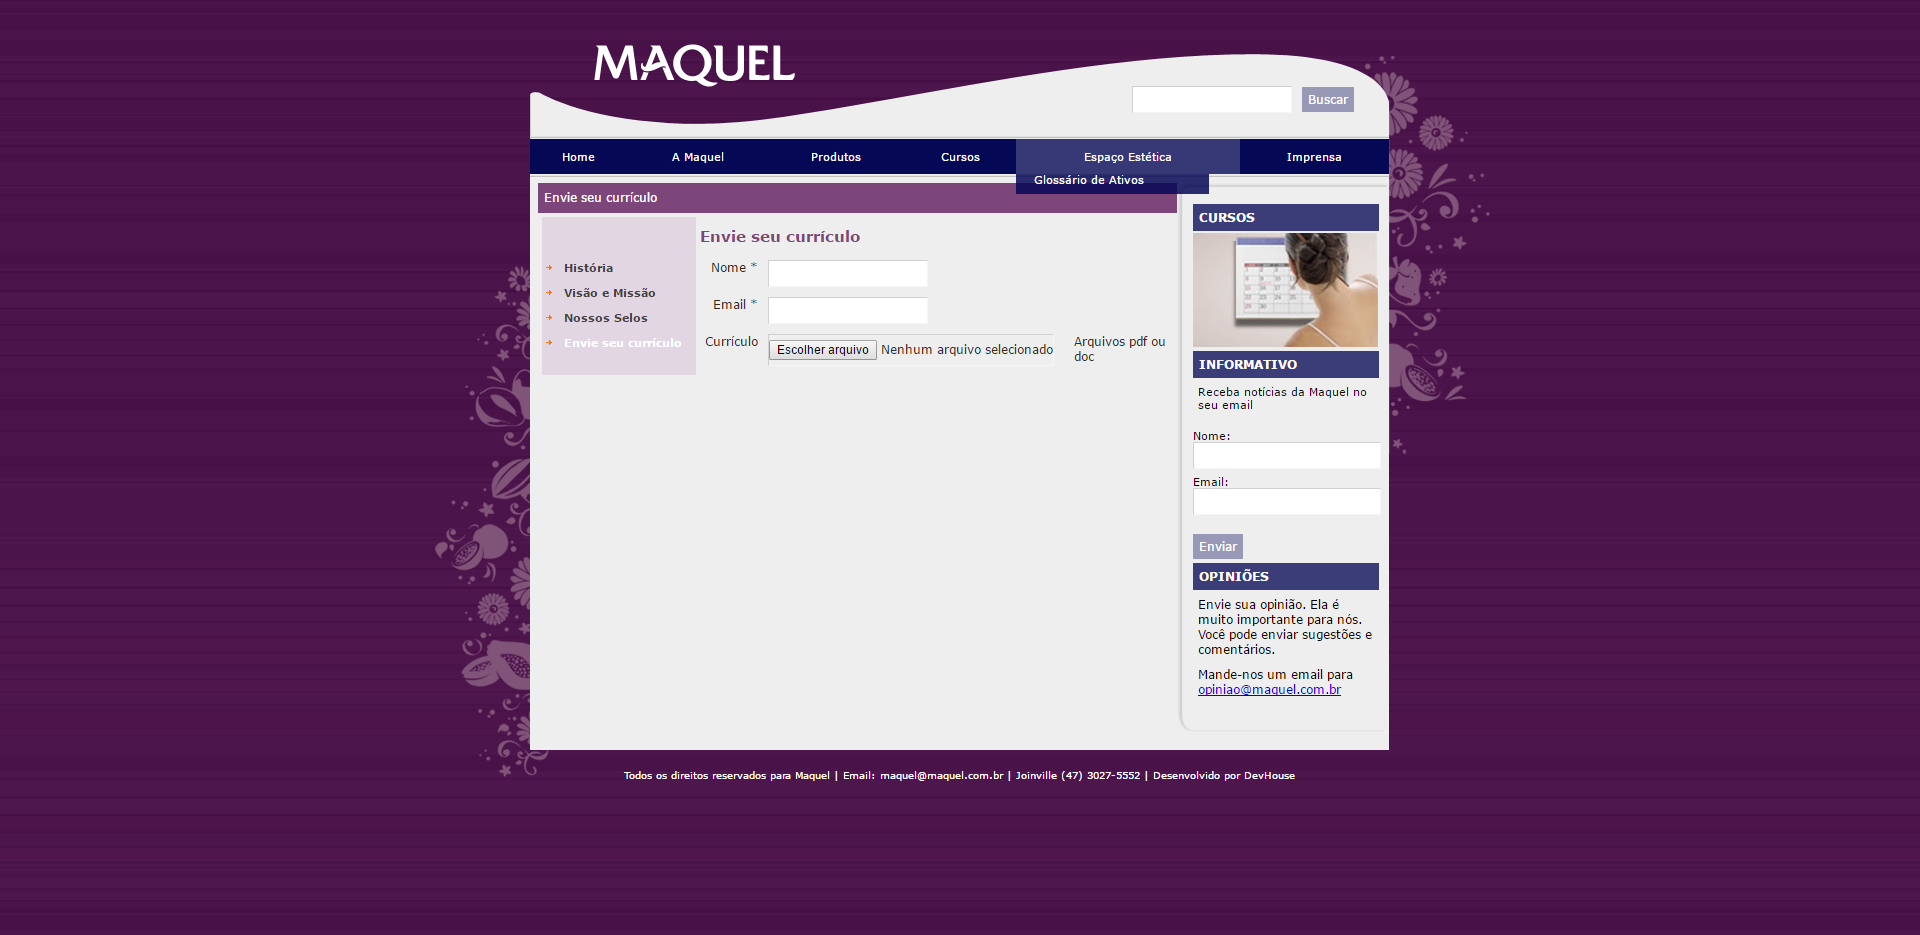 MAQUEL
Buscar
Home
A Maquel
Produtos
Cursos
Espaço Estética
Imprensa
Glossário de Ativos
Envie seu currículo
História
Visão e Missão
Nossos Selos
Envie seu currículo
Envie seu currículo
Nome *
Email *
Currículo
Escolher arquivo Nenhum arquivo selecionado
Arquivos pdf ou
doc
CURSOS
INFORMATIVO
Receba notícias da Maquel no
seu email
Nome:
Email:
Enviar
OPINIÕES
Envie sua opinião. Ela é
muito importante para nós.
Você pode enviar sugestões e
comentários.
Mande-nos um email para
opiniao@maquel.com.br
Todos os direitos reservados para Maquel | Email: maquel@maquel.com.br | Joinville (47) 3027-5552 | Desenvolvido por DevHouse